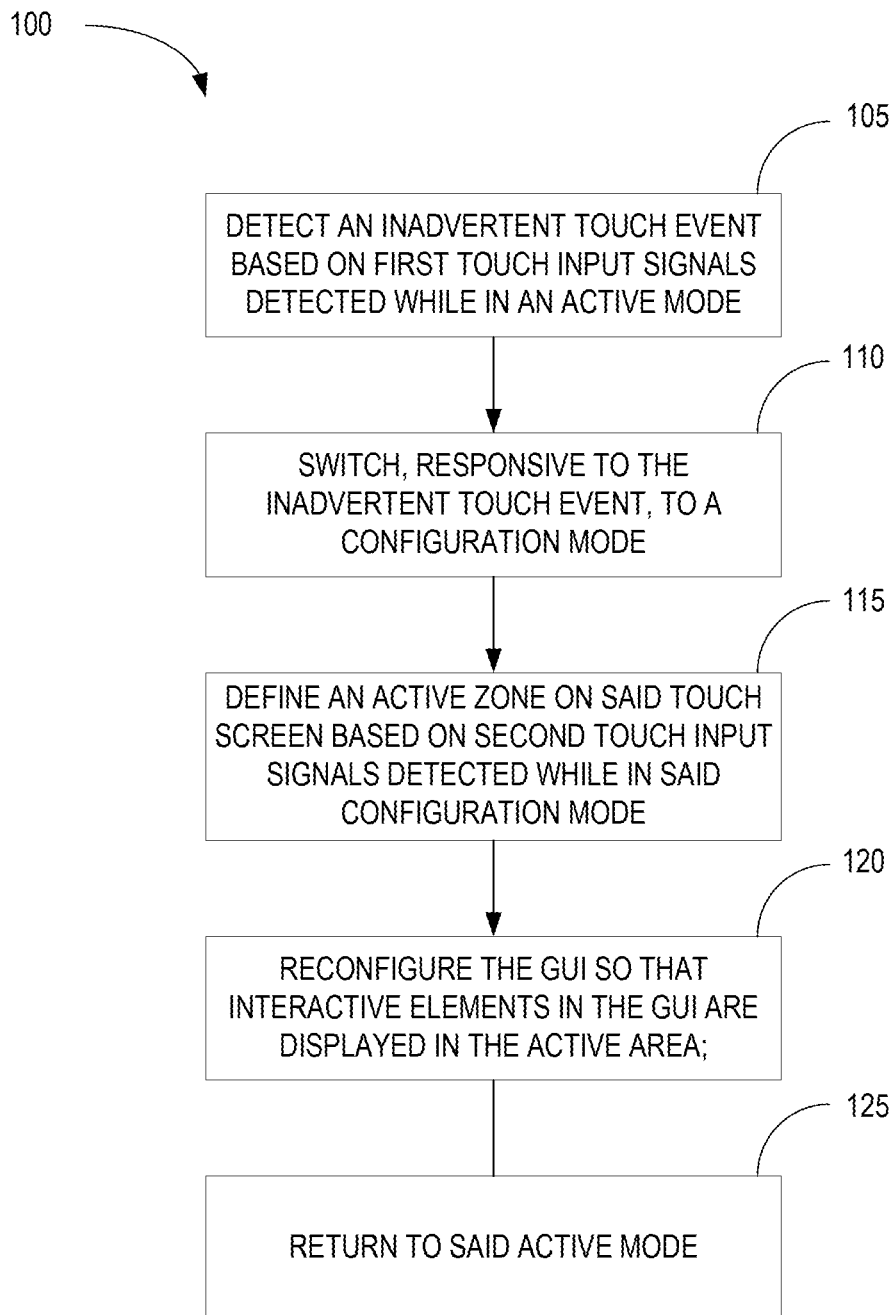 100
105
DETECT AN INADVERTENT TOUCH EVENT
BASED ON FIRST TOUCH INPUT SIGNALS
DETECTED WHILE IN AN ACTIVE MODE
110
SWITCH, RESPONSIVE TO THE
INADVERTENT TOUCH EVENT, TO A
CONFIGURATION MODE
115
DEFINE AN ACTIVE ZONE ON SAID TOUCH
SCREEN BASED ON SECOND TOUCH INPUT
SIGNALS DETECTED WHILE IN SAID
CONFIGURATION MODE
120
RECONFIGURE THE GUI SO THAT
INTERACTIVE ELEMENTS IN THE GUI ARE
DISPLAYED IN THE ACTIVE AREA;
125
RETURN TO SAID ACTIVE MODE